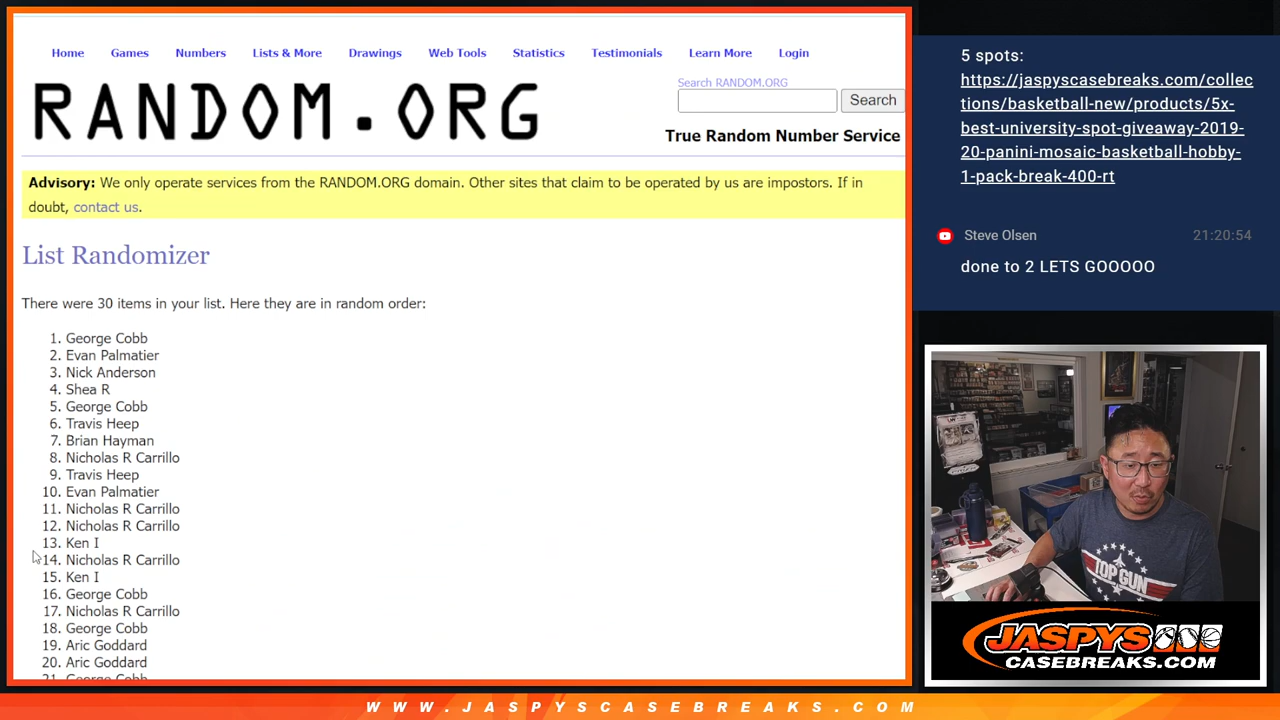 Home Games Numbers Lists & More Drawings Web Tools Statistics Testimonials Learn More Login
RANDOM.ORG
Search RANDOM.ORG
Search
True Random Number Service
Advisory: We only operate services from the RANDOM.ORG domain. Other sites that claim to be operated by us are impostors. If in
doubt, contact us.
List Randomizer
There were 30 items in your list. Here they are in random order:
1. George Cobb
2. Evan Palmatier
3. Nick Anderson
4. Shea R
5. George Cobb
6. Travis Heep
7. Brian Hayman
8. Nicholas R Carrillo
9. Travis Heep
10. Evan Palmatier
11. Nicholas R Carrillo
12. Nicholas R Carrillo
13. Ken I
14. Nicholas R Carrillo
15. Ken I
16. George Cobb
17. Nicholas R Carrillo
18. George Cobb
19. Aric Goddard
20. Aric Goddard
21. George Cobb
5 spots:
https://jaspyscasebreaks.com/collec
tions/basketball-new/products/5x-
best-university-spot-giveaway-2019-
20-panini-mosaic-basketball-hobby-
1-pack-break-400-rt
Steve Olsen 21:20:54
done to 2 LETS GOOOOO
TOP GUN
JASPYS
CASEBREAKS.COM
WWW.JASPYSCASEBREAKS.COM